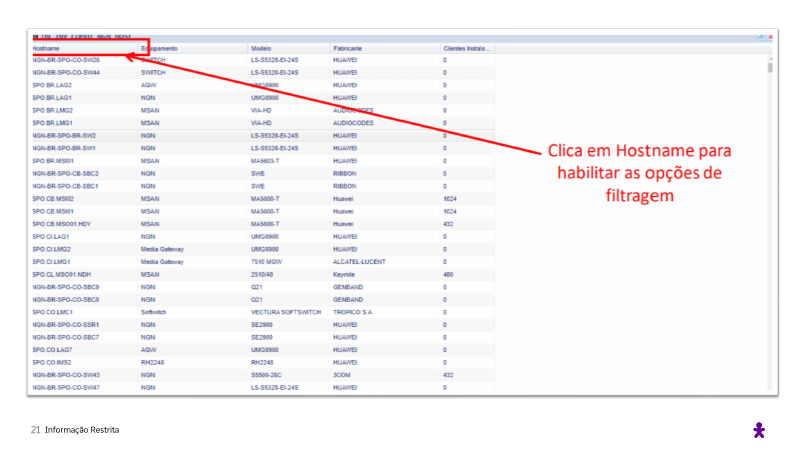 Hostname Equipamento Modelo Fabricante Clientes Instala...
NGN-BR-SPO-CO-SW26 SWITCH LS-S5328-EI-24S HUAWEI 0
NGN-BR-SPO-CO-SW44 SWITCH LS-S5328-EI-24S HUAWEI 0
SPO.BR.LAG2 AGW UMG8900 HUAWEI 0
SPO.BR.LAG1 NGN UMG8900 HUAWEI 0
SPO.BR.LMG2 MSAN VIA-HD AUDIOCODES 0
SPO.BR.LMG1 MSAN VIA-HD AUDIOCODES 0
NGN-BR-SPO-BR-SW2 NGN LS-S5328-EI-24S HUAWEI 0
NGN-BR-SPO-BR-SW1 NGN LS-S5328-EI-24S HUAWEI 0
SPO.BR.MSI01 MSAN MA5603-T HUAWEI 0
NGN-BR-SPO-CB-SBC2 NGN SWE RIBBON 0
NGN-BR-SPO-CB-SBC1 NGN SWE RIBBON 0
SPO.CB.MSI02 MSAN MA5600-T Huawei 1024
SPO.CB.MSI01 MSAN MA5600-T Huawei 1024
SPO.CB.MSO01.HDY MSAN MA5600-T Huawei 432
SPO.CI.LAG1 NGN UMG8900 HUAWEI 0
SPO.CI.LMG2 Media Gateway UMG8900 HUAWEI 0
SPO.CI.LMG1 Media Gateway 7510 MGW ALCATEL-LUCENT 0
SPO.CL.MSO01.NDH MSAN 2510/48 Keymile 480
NGN-BR-SPO-CO-SBC8 NGN Q21 GENBAND 0
NGN-BR-SPO-CO-SBC8 NGN Q21 GENBAND 0
SPO.CO.LMC1 Softwitch VECTURA SOFTSWITCH TROPICO S.A. 0
NGN-BR-SPO-CO-SSR1 NGN SE2900 HUAWEI 0
NGN-BR-SPO-CO-SBC7 NGN SE2900 HUAWEI 0
SPO.CO.LAG7 AGW UMG8900 HUAWEI 0
SPO.CO.IMS2 RH2248 RH2248 HUAWEI 0
NGN-BR-SPO-CO-SW43 NGN S5500-28C 3COM 432
NGN-BR-SPO-CO-SW47 NGN LS-S5328-EI-24S HUAWEI 0
Clica em Hostname para
habilitar as opções de
filtragem
21 Informação Restrita